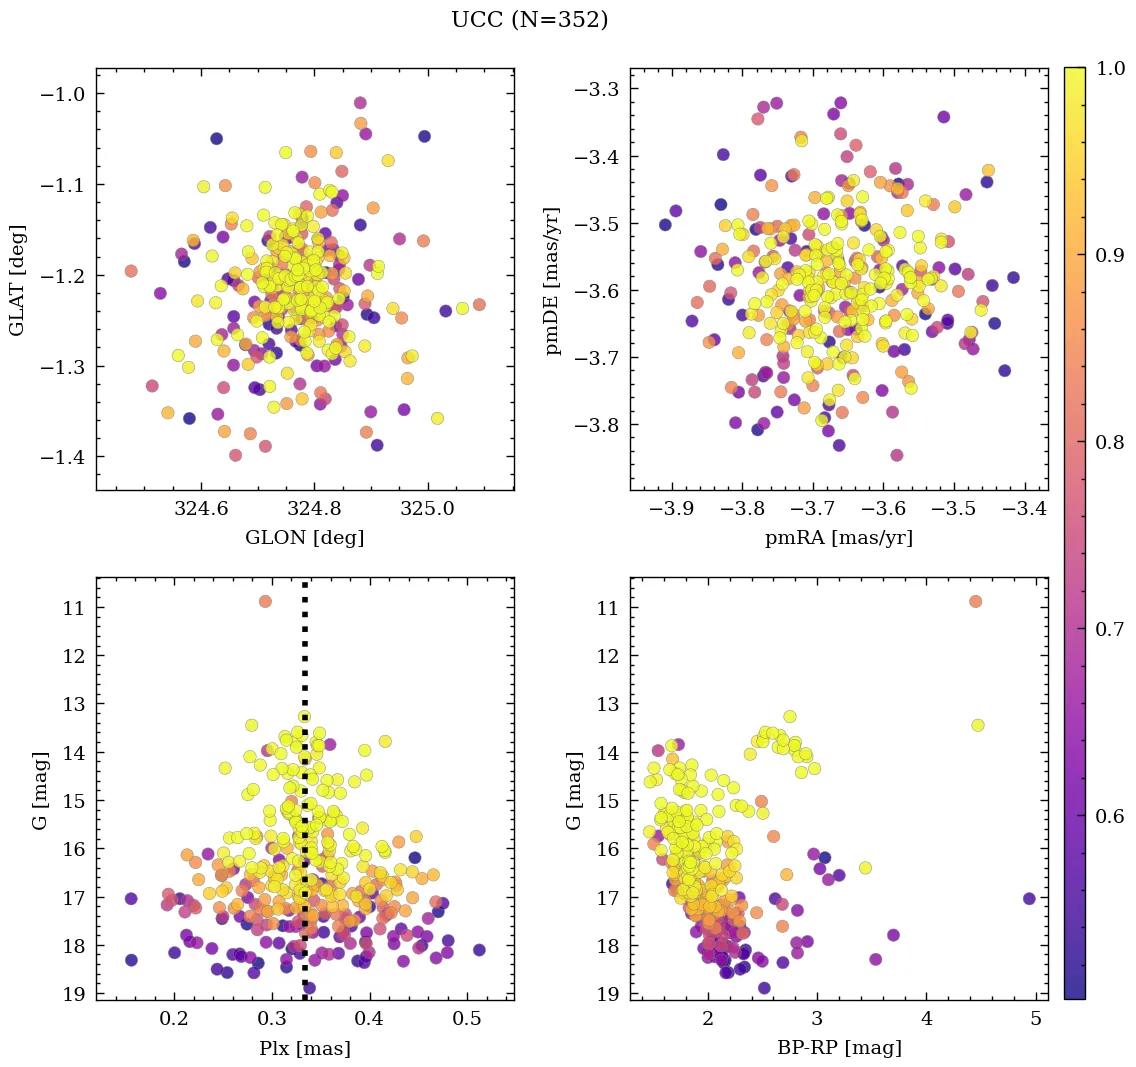 UCC (N=352)
−1.0
−1.1
−1.2
−1.3
−1.4
GLAT [deg]
324.6 324.8 325.0
GLON [deg]
−3.3
−3.4
−3.5
−3.6
−3.7
−3.8
pmDE [mas/yr]
−3.9 −3.8 −3.7 −3.6 −3.5 −3.4
pmRA [mas/yr]
1.0
0.9
0.8
0.7
0.6
11
12
13
14
15
16
17
18
19
G [mag]
0.2 0.3 0.4 0.5
Plx [mas]
11
12
13
14
15
16
17
18
19
G [mag]
2 3 4 5
BP-RP [mag]